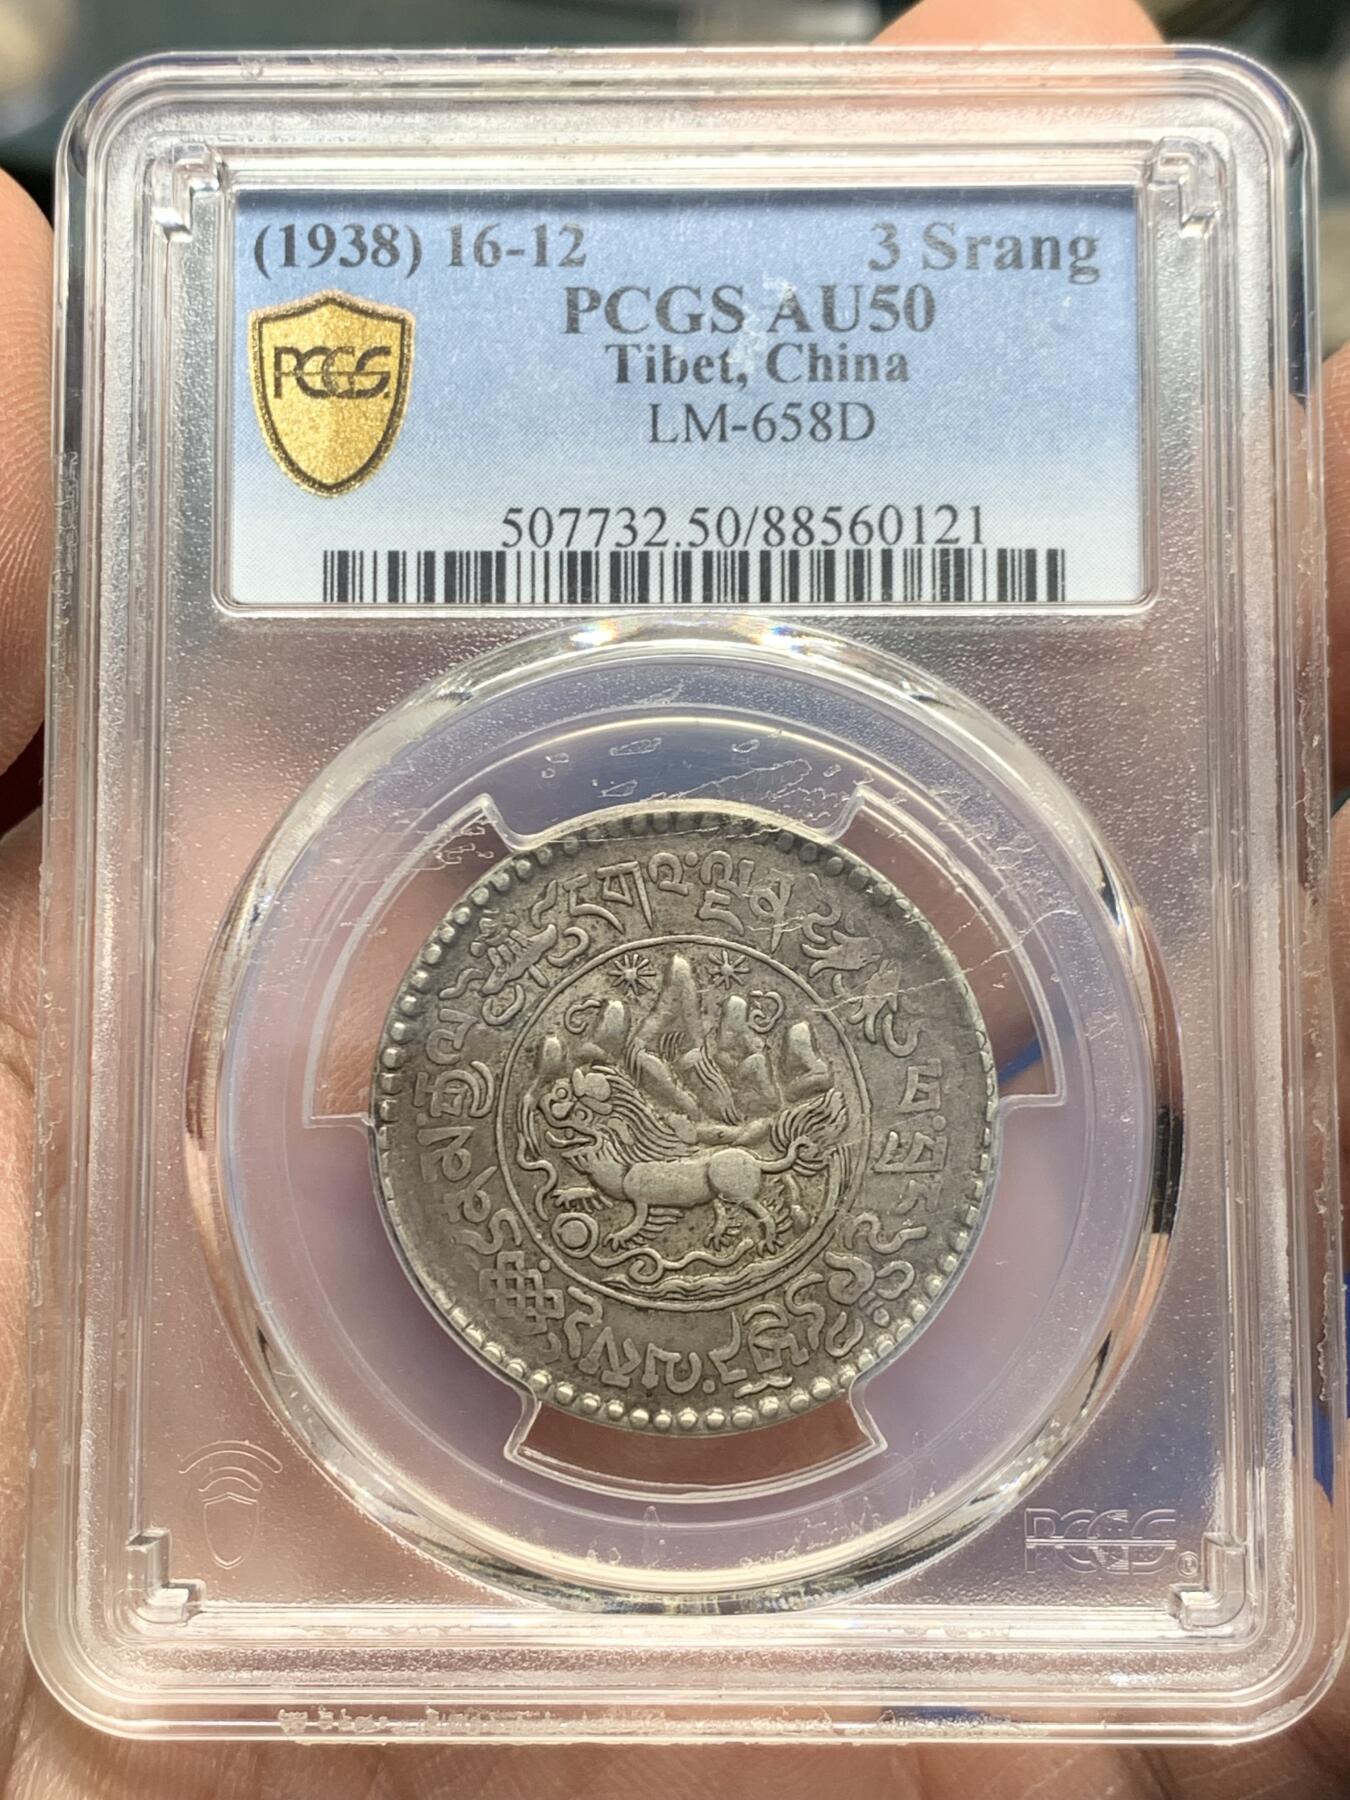 (1938) 16-12 3 Srang
PCGS AU50
Tibet, China
LM-658D
PCGS
507732.50/88560121
PCGS